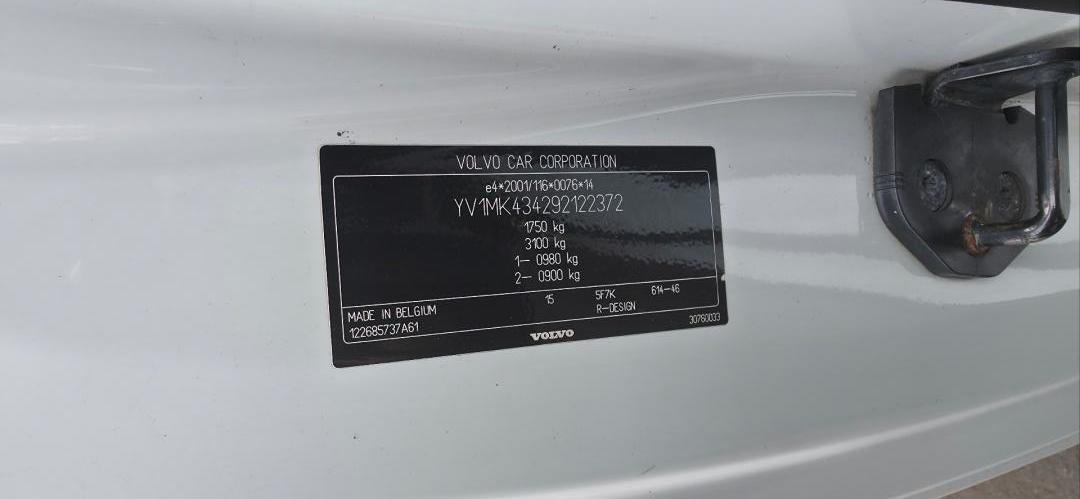 VOLVO CAR CORPORATION
e4*2001/116*0076*14
YV1MK434292122372
1750 kg
3100 kg
1- 0980 kg
2- 0900 kg
MADE IN BELGIUM 15 5F7K 614-46
122685737A61 R-DESIGN 30760033
VOLVO